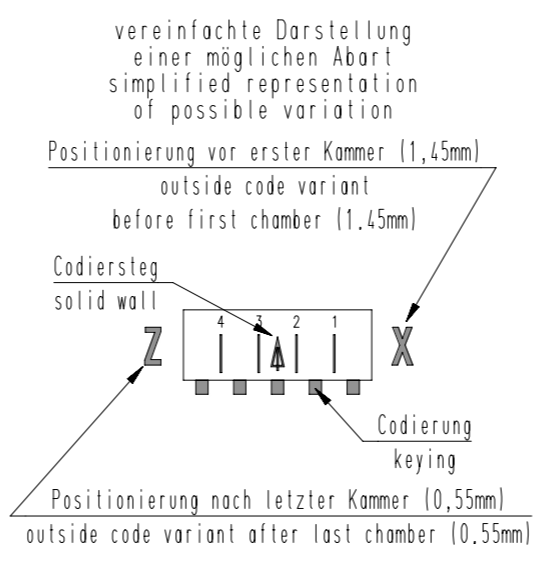 vereinfachte Darstellung
einer möglichen Abart
simplified representation
of possible variation
Positionierung vor erster Kammer (1,45mm)
outside code variant
before first chamber (1.45mm)
Codiersteg
solid wall
4 3 2 1
Z X
Codierung
keying
Positionierung nach letzter Kammer (0,55mm)
outside code variant after last chamber (0.55mm)